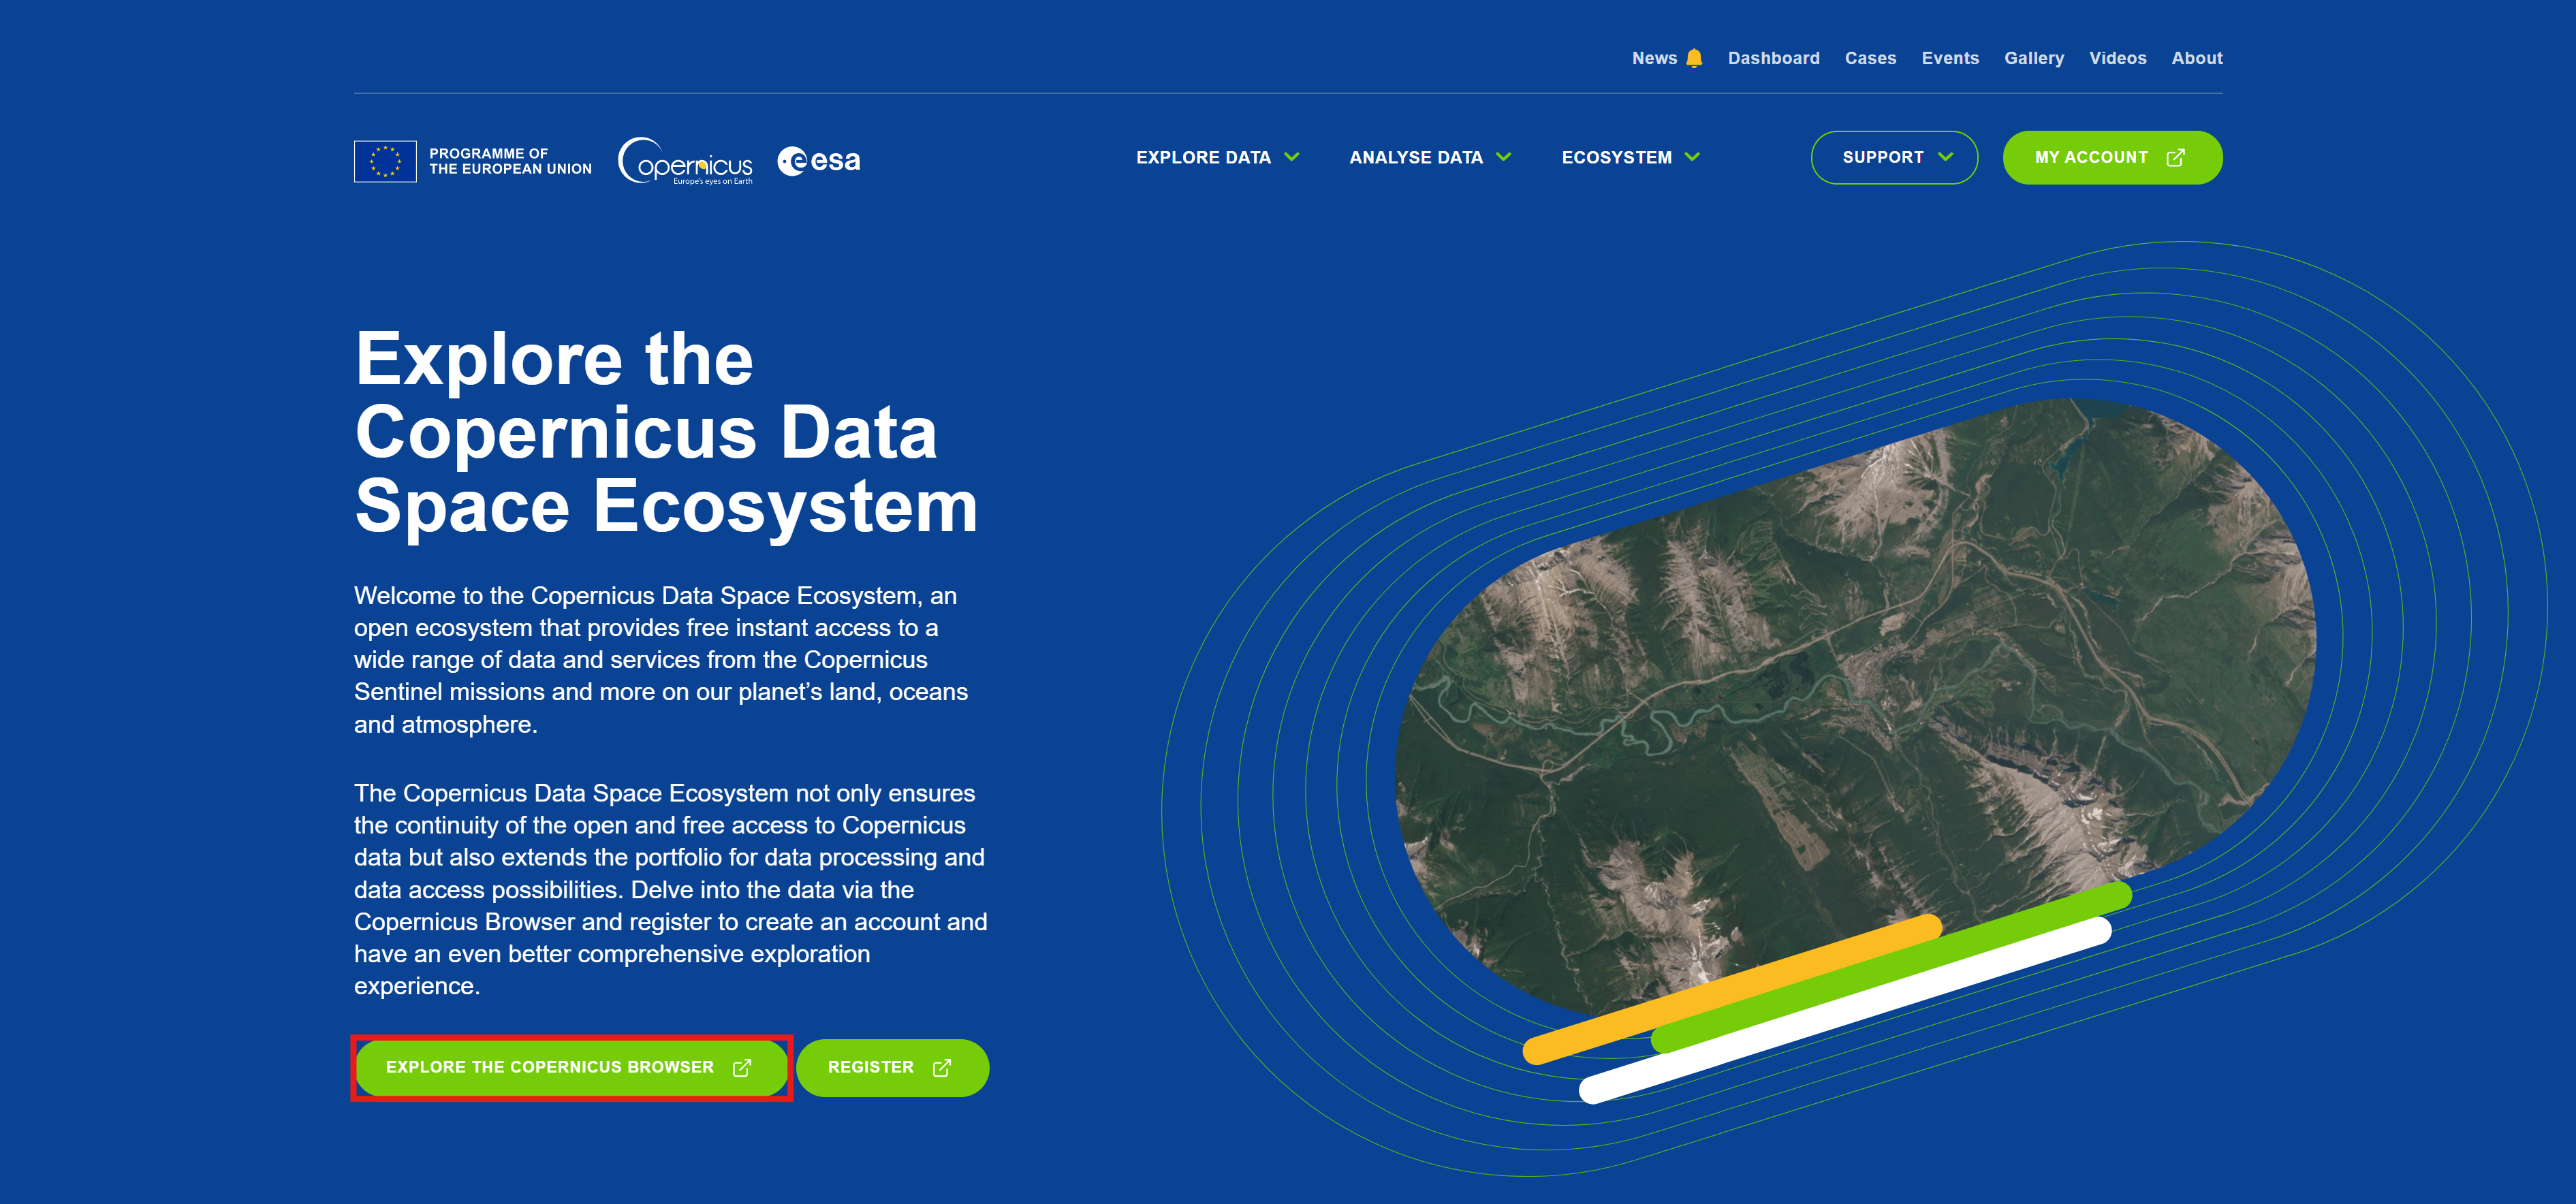 News Dashboard Cases Events Gallery Videos About
PROGRAMME OF
THE EUROPEAN UNION
opernicus
Europe's eyes on Earth
esa
EXPLORE DATA ANALYSE DATA ECOSYSTEM SUPPORT MY ACCOUNT
Explore the
Copernicus Data
Space Ecosystem
Welcome to the Copernicus Data Space Ecosystem, an
open ecosystem that provides free instant access to a
wide range of data and services from the Copernicus
Sentinel missions and more on our planet’s land, oceans
and atmosphere.
The Copernicus Data Space Ecosystem not only ensures
the continuity of the open and free access to Copernicus
data but also extends the portfolio for data processing and
data access possibilities. Delve into the data via the
Copernicus Browser and register to create an account and
have an even better comprehensive exploration
experience.
EXPLORE THE COPERNICUS BROWSER REGISTER